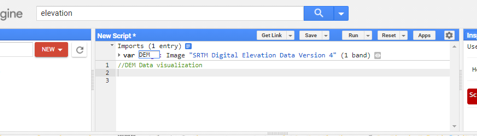 gine elevation
NEW
New Script * Get Link Save Run Reset Apps
Ins
Imports (1 entry)
Use
var DEM : Image "SRTM Digital Elevation Data Version 4" (1 band)
1 //DEM Data visualization
2
3